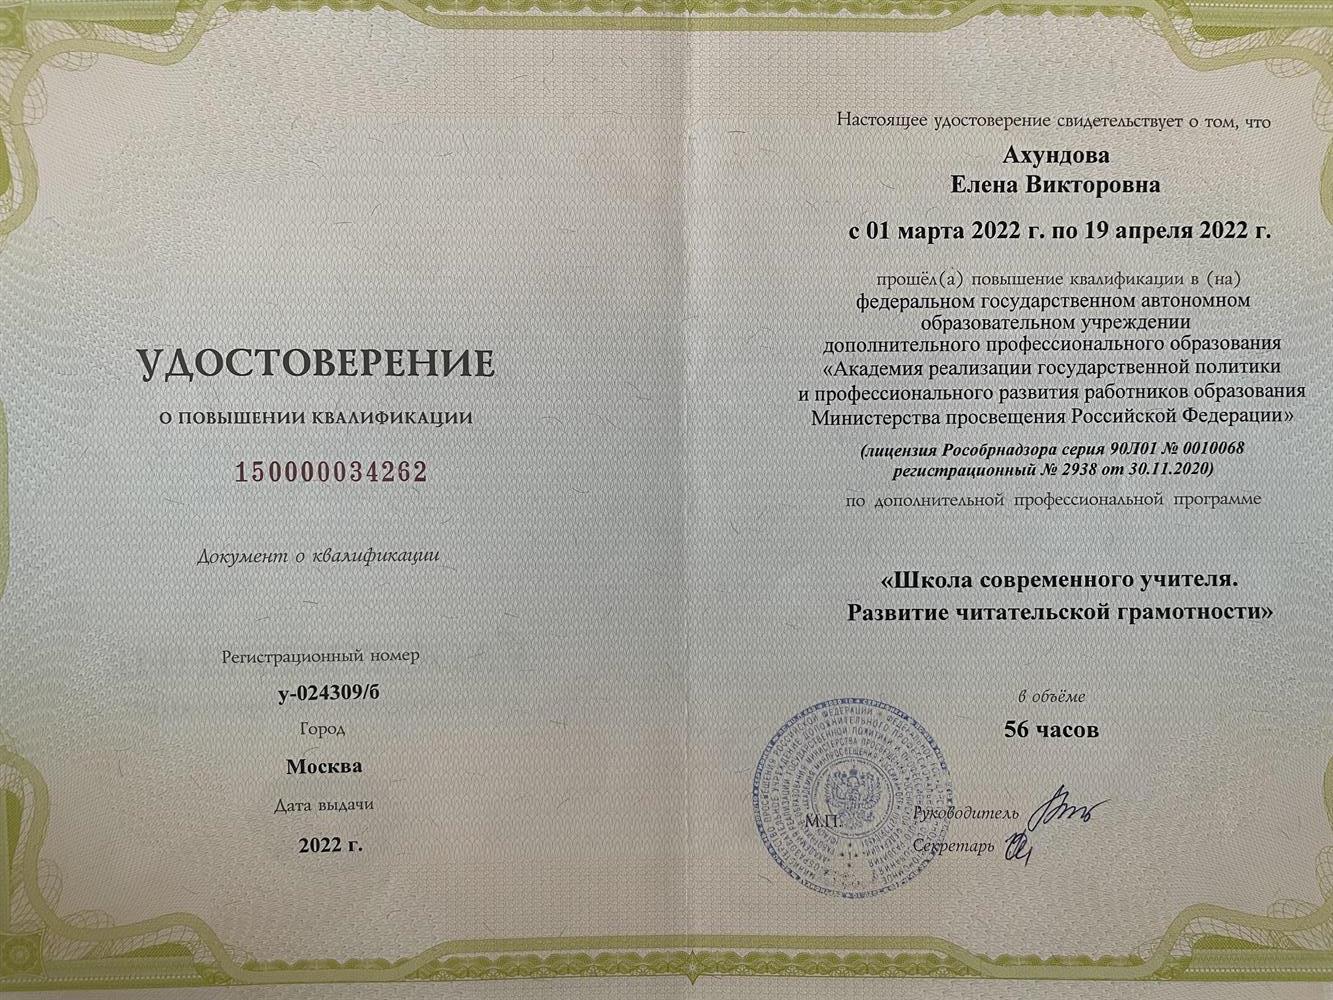 УДОСТОВЕРЕНИЕ
О ПОВЫШЕНИИ КВАЛИФИКАЦИИ
150000034262
Документ о квалификации
Регистрационный номер
у-024309/б
Город
Москва
Дата выдачи
2022 г.
Настоящее удостоверение свидетельствует о том, что
Ахундова
Елена Викторовна
с 01 марта 2022 г. по 19 апреля 2022 г.
прошёл(а) повышение квалификации в (на)
федеральном государственном автономном
образовательном учреждении
дополнительного профессионального образования
«Академия реализации государственной политики
и профессионального развития работников образования
Министерства просвещения Российской Федерации»
(лицензия Рособрнадзора серия 90Л01 № 0010068
регистрационный № 2938 от 30.11.2020)
по дополнительной профессиональной программе
«Школа современного учителя.
Развитие читательской грамотности»
в объёме
56 часов
М.П.
Руководитель
Секретарь